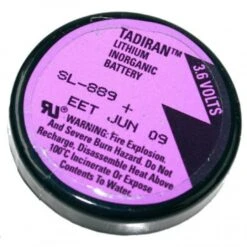 TADIRAN™
LITHIUM
INORGANIC
BATTERY
3.6 VOLTS
SL-889 +
EET JUN 09
WARNING: Fire, Explosion,
And Severe Burn Hazard. Do Not
Recharge, Disassemble Heat Above
100°C Incinerate Or Expose
Contents To Water